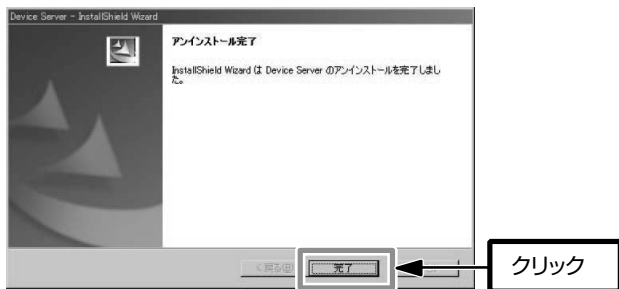 Device Server - InstallShield Wizard
アンインストール完了
InstallShield Wizard は Device Server のアンインストールを完了しまし
た。
< 戻る(B)
完了
クリック